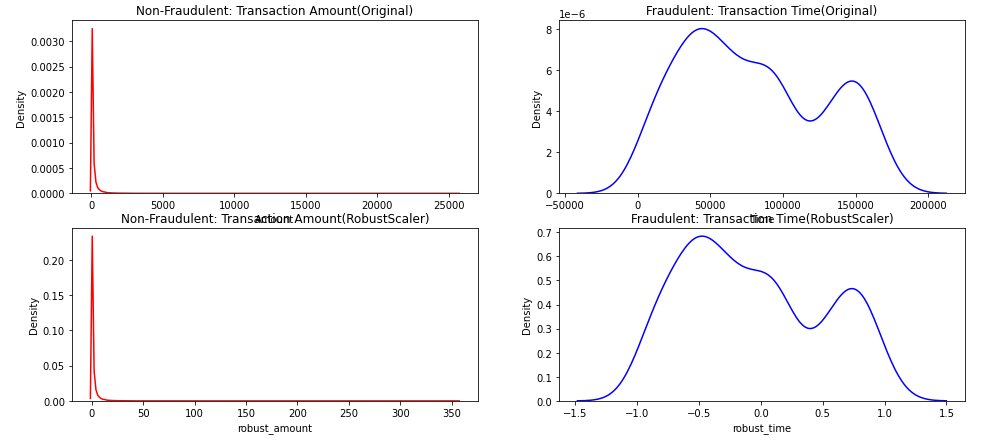 Non-Fraudulent: Transaction Amount(Original)
Density
0.0030
0.0025
0.0020
0.0015
0.0010
0.0005
0.0000
0 5000 10000 15000 20000 25000
Amount
Fraudulent: Transaction Time(Original)
1e−6
Density
8
6
4
2
0
−50000 0 50000 100000 150000 200000
Time
Non-Fraudulent: Transaction Amount(RobustScaler)
Density
0.20
0.15
0.10
0.05
0.00
0 50 100 150 200 250 300 350
robust_amount
Fraudulent: Transaction Time(RobustScaler)
Density
0.7
0.6
0.5
0.4
0.3
0.2
0.1
0.0
−1.5 −1.0 −0.5 0.0 0.5 1.0 1.5
robust_time